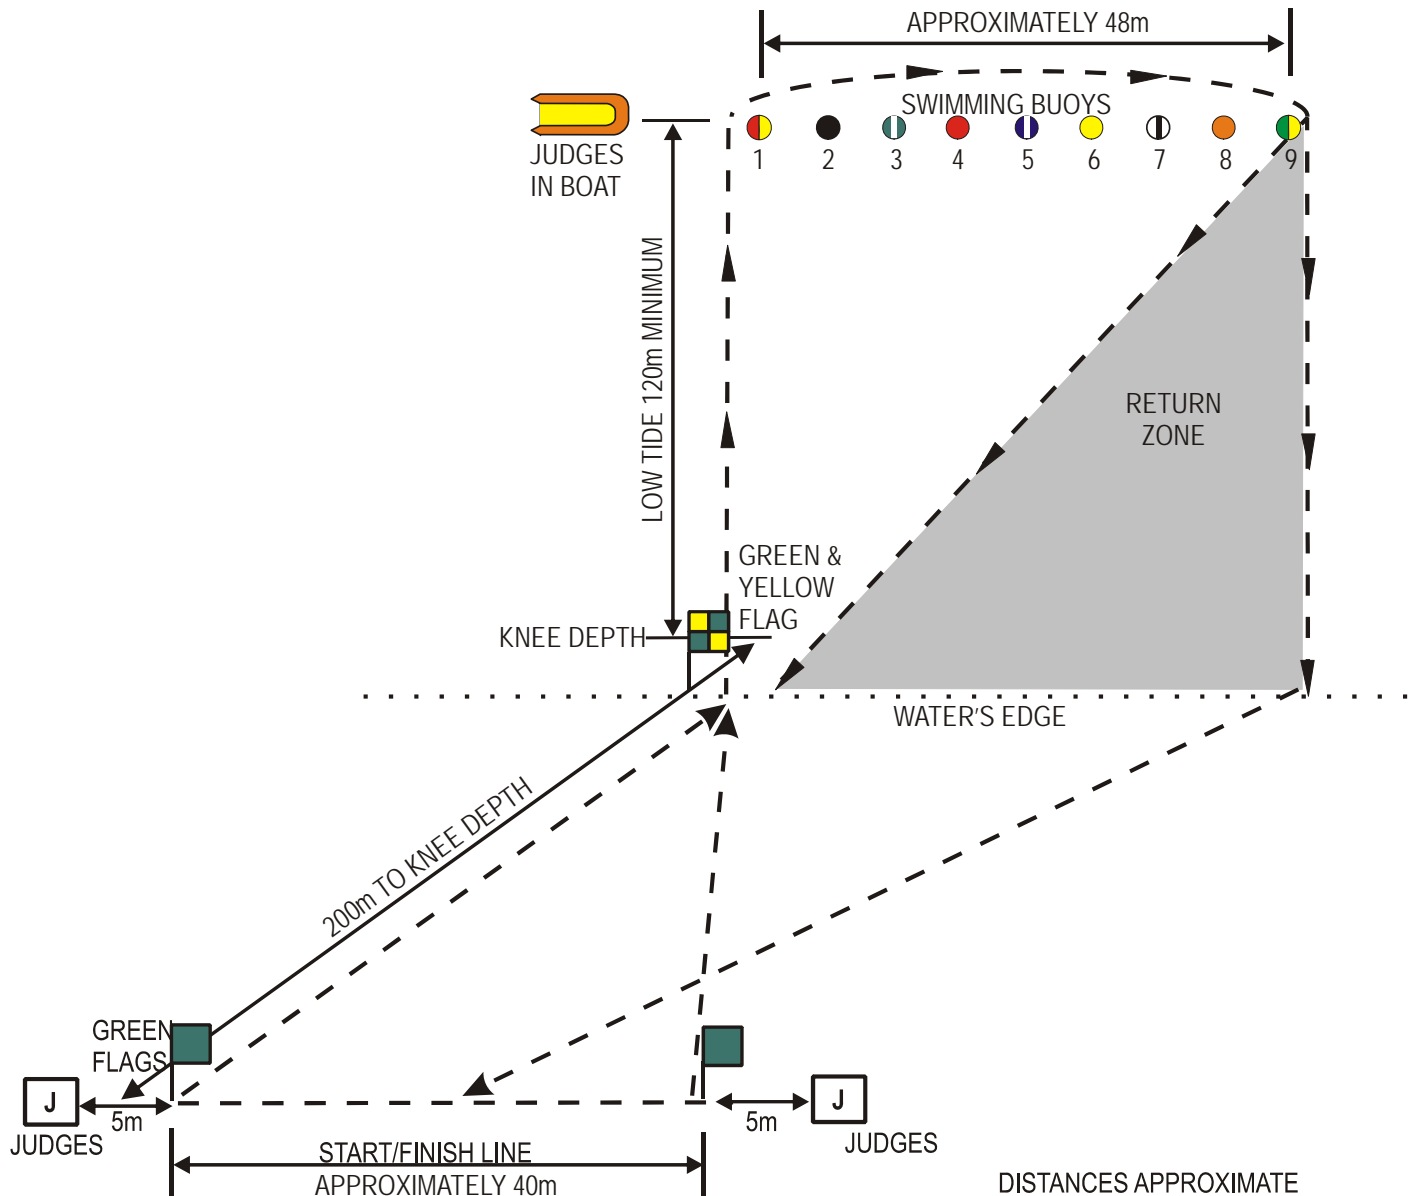 APPROXIMATELY 48m
SWIMMING BUOYS
1 2 3 4 5 6 7 8 9
JUDGES
IN BOAT
LOW TIDE 120m MINIMUM
RETURN
ZONE
GREEN &
YELLOW
FLAG
KNEE DEPTH
WATER'S EDGE
200m TO KNEE DEPTH
GREEN
FLAGS
J
5m
JUDGES
J
5m
JUDGES
START/FINISH LINE
APPROXIMATELY 40m
DISTANCES APPROXIMATE